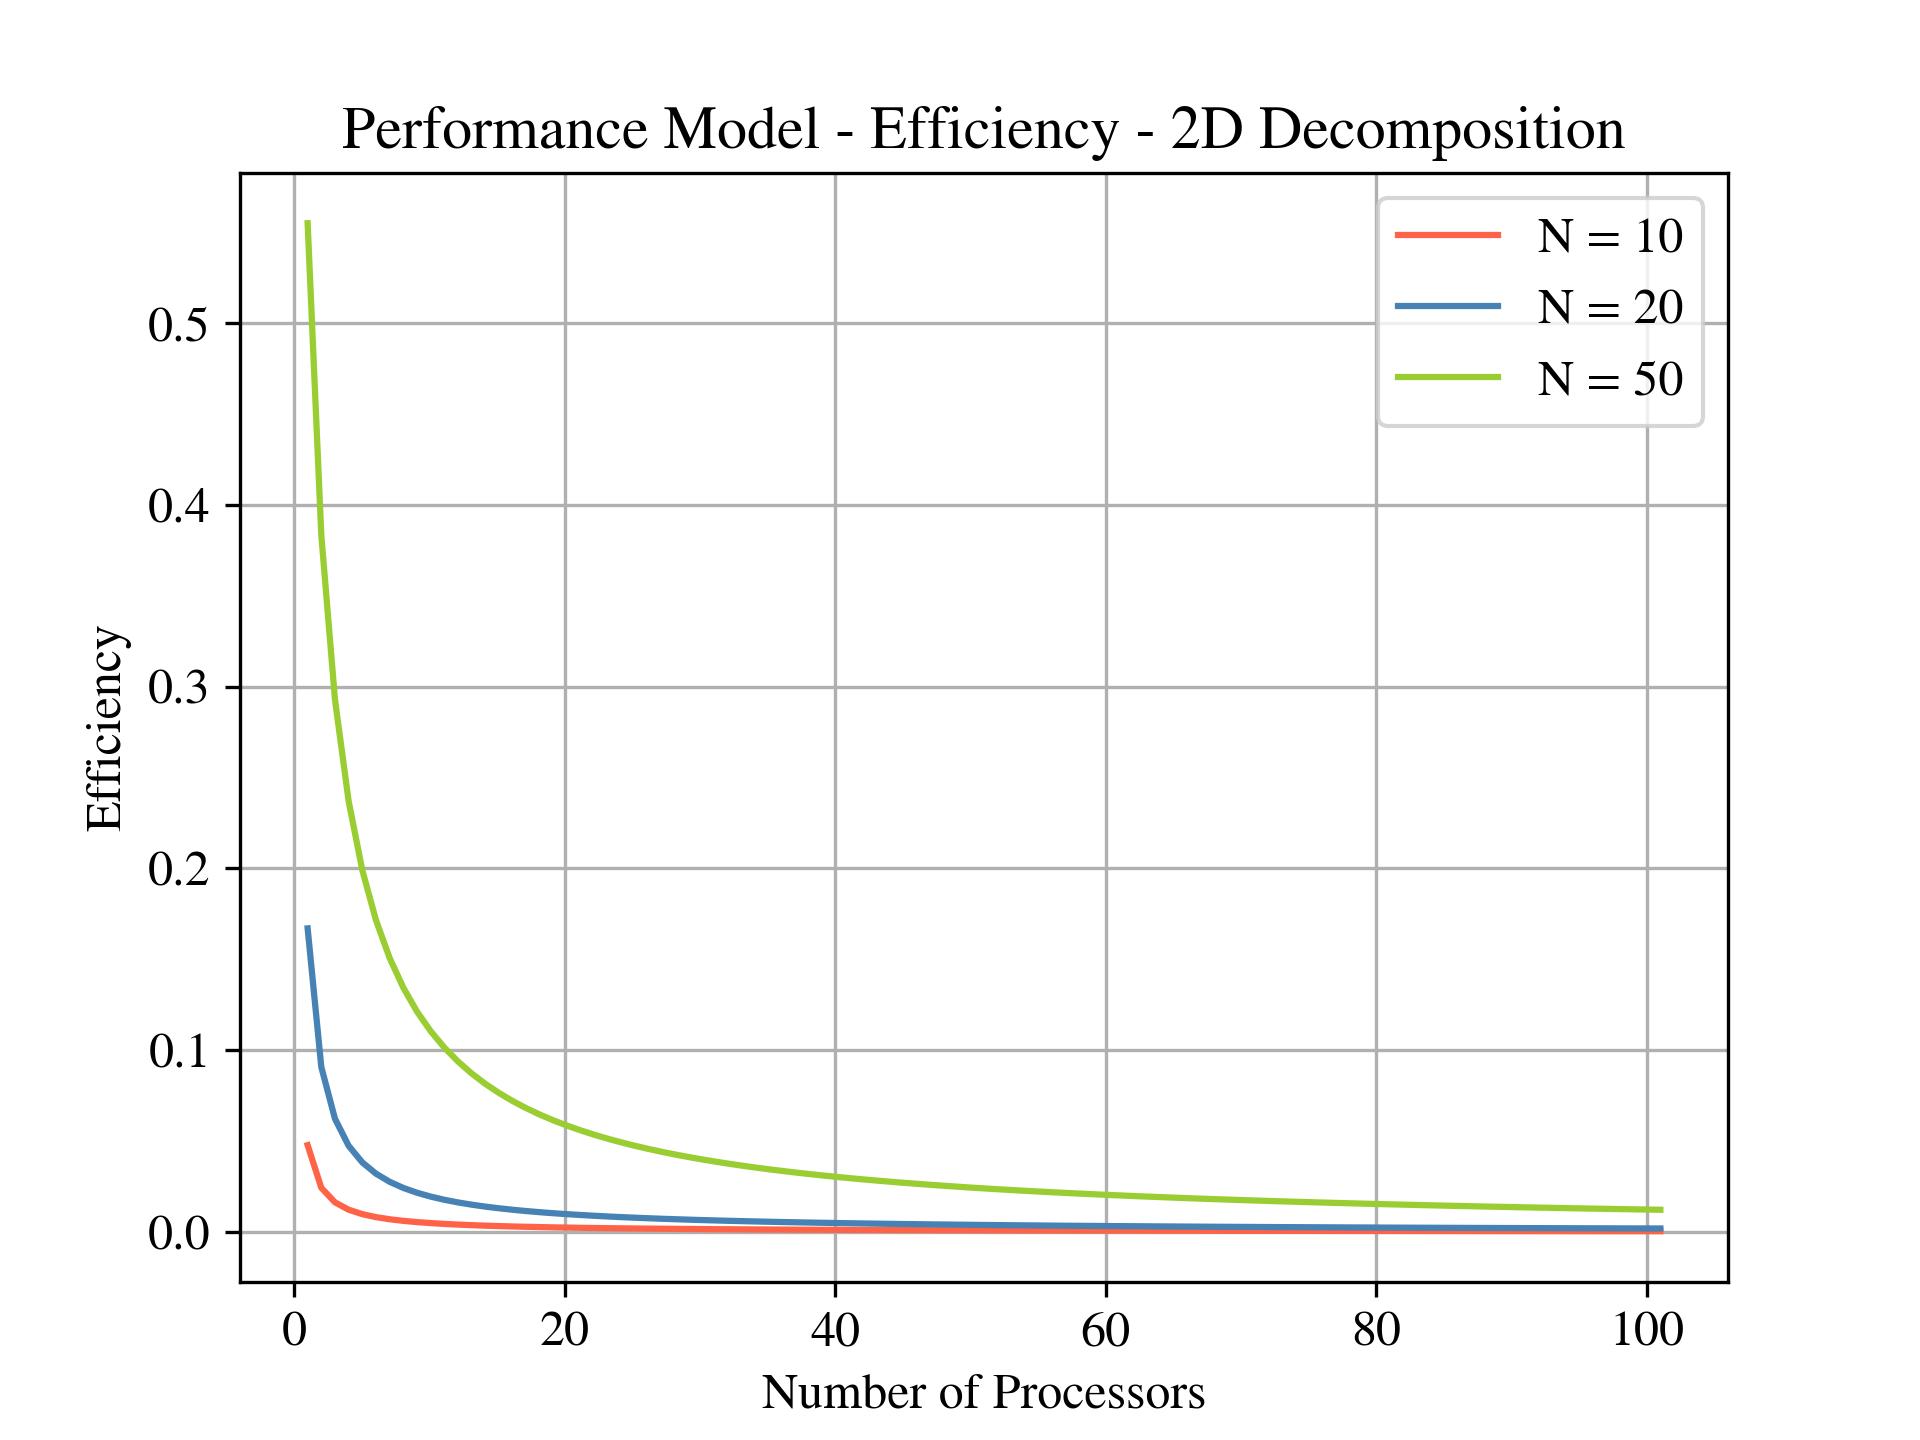 Performance Model - Efficiency - 2D Decomposition
N = 10
N = 20
N = 50
Efficiency
0.5
0.4
0.3
0.2
0.1
0.0
0 20 40 60 80 100
Number of Processors